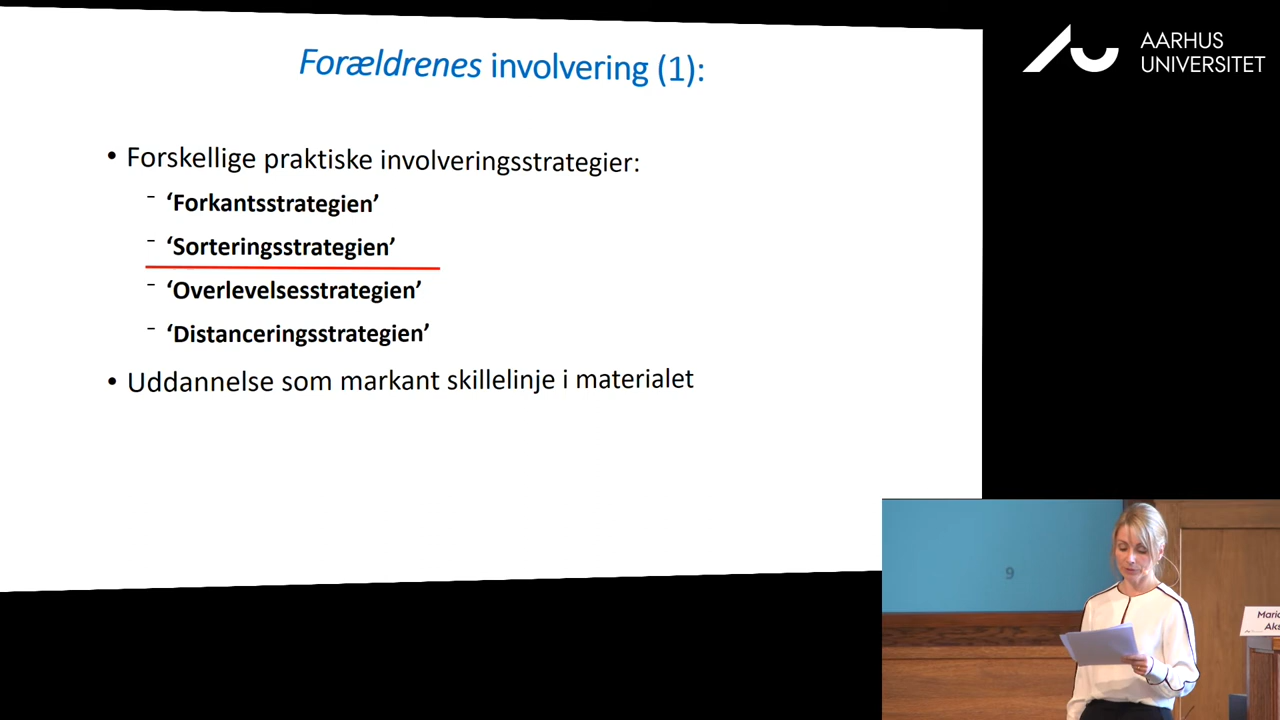 Forældrenes involvering (1):
• Forskellige praktiske involveringsstrategier:
- ‘Forkantsstrategien’
- ‘Sorteringsstrategien’
- ‘Overlevelsesstrategien’
- ‘Distanceringsstrategien’
• Uddannelse som markant skillelinje i materialet
AARHUS
UNIVERSITET
9